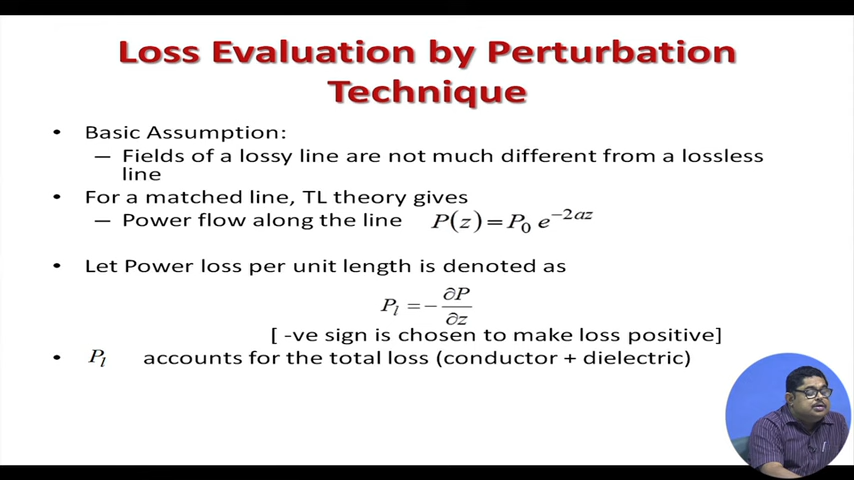 Loss Evaluation by Perturbation
Technique
• Basic Assumption:
– Fields of a lossy line are not much different from a lossless
line
• For a matched line, TL theory gives
– Power flow along the line P(z) = P₀ e^{−2az}
• Let Power loss per unit length is denoted as
P_l = −∂P/∂z
[ -ve sign is chosen to make loss positive]
• P_l accounts for the total loss (conductor + dielectric)